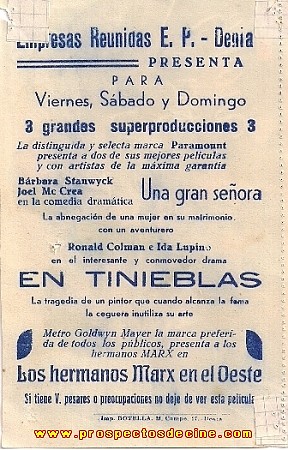 Empresas Reunidas E. P. - Denia
PRESENTA
PARA
Viernes, Sábado y Domingo
3 grandes superproducciones 3
La distinguida y selecta marca Paramount
presenta a dos de sus mejores películas
y con artistas de la máxima garantía
Bárbara Stanwyck
Joel Mc Crea
en la comedia dramática
Una gran señora
La abnegación de una mujer en su matrimonio
con un aventurero
Ronald Colman e Ida Lupino
en el interesante y conmovedor drama
EN TINIEBLAS
La tragedia de un pintor que cuando alcanza la fama
la ceguera inutiliza su arte
Metro Goldwyn Mayer la marca preferi-
da de todos los públicos, presenta a los
hermanos MARX en
Los hermanos Marx en el Oeste
Si tiene V. pesares o preocupaciones no deje de ver esta película
Imp. BOTELLA, M. Campo, 17, Denia
www.prospectosdecine.com